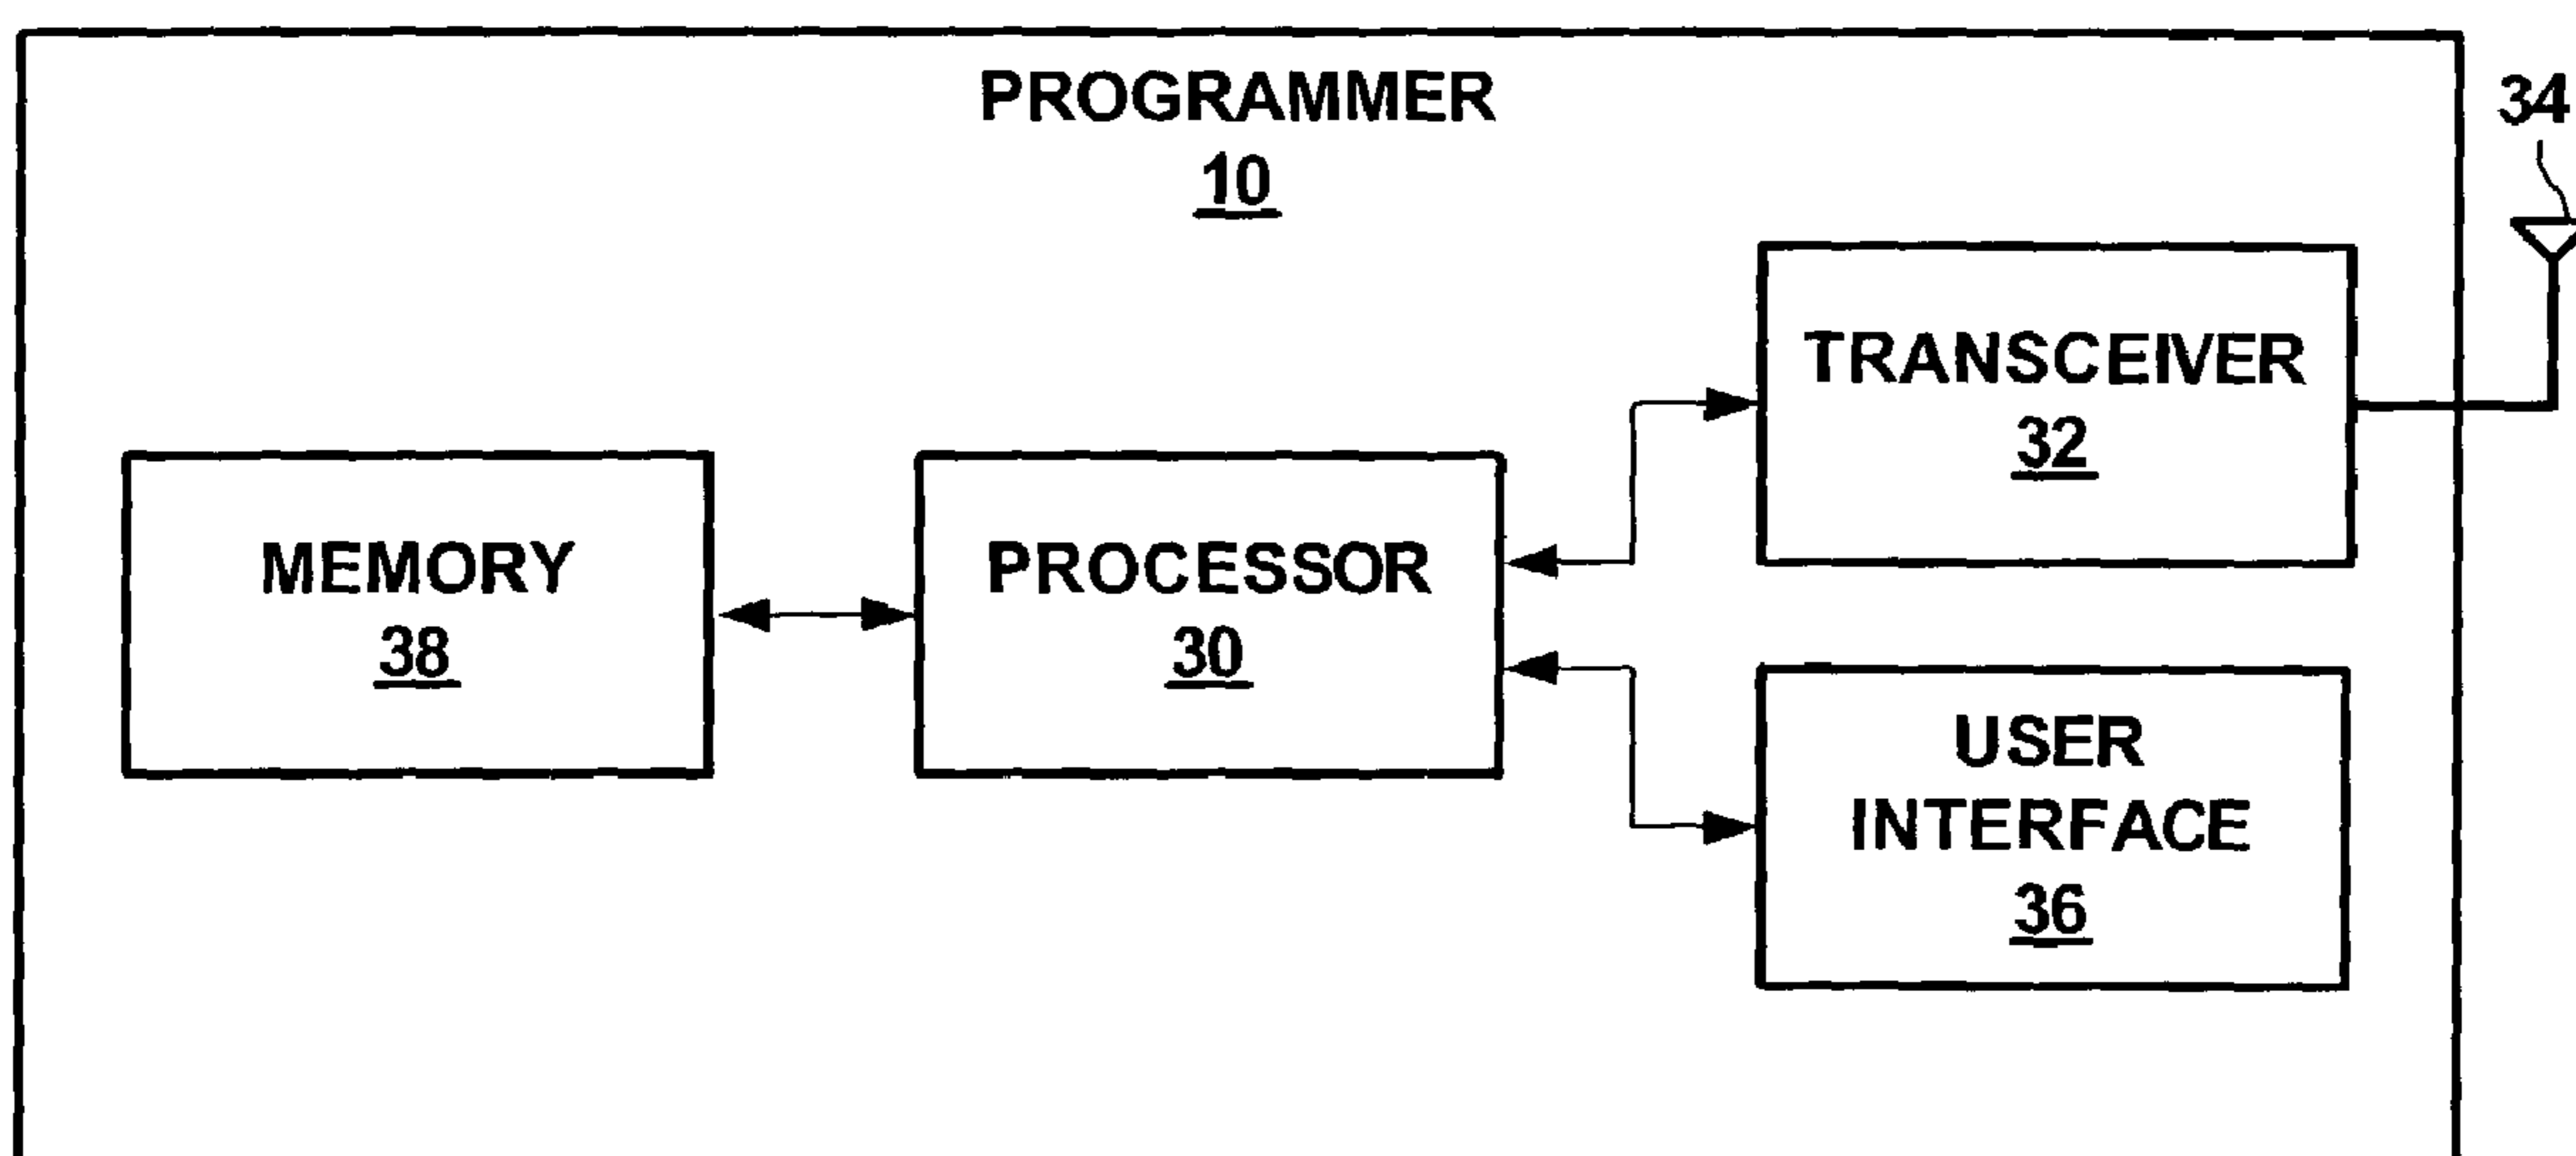 PROGRAMMER
10
34
TRANSCEIVER
32
MEMORY
38
PROCESSOR
30
USER
INTERFACE
36